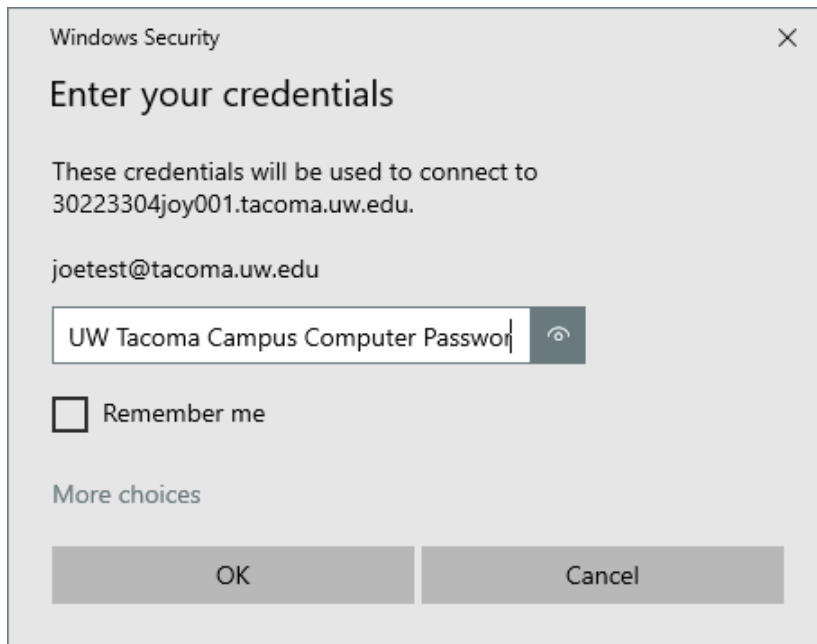 Windows Security
Enter your credentials
These credentials will be used to connect to
30223304joy001.tacoma.uw.edu.
joetest@tacoma.uw.edu
UW Tacoma Campus Computer Passwor
Remember me
More choices
OK
Cancel